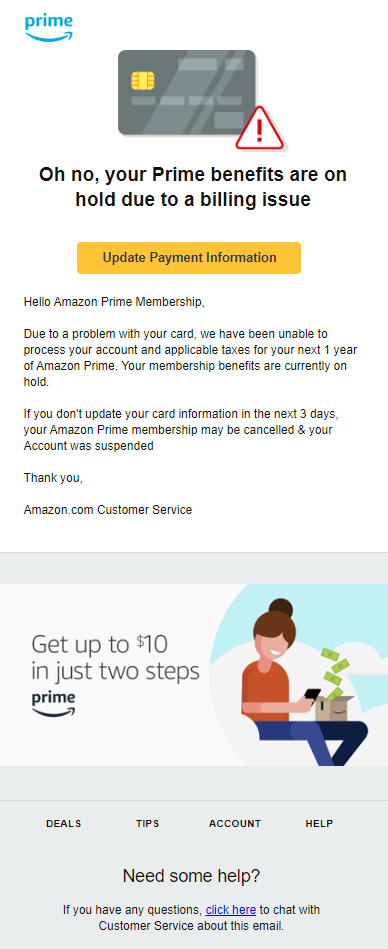 prime
Oh no, your Prime benefits are on
hold due to a billing issue
Update Payment Information
Hello Amazon Prime Membership,
Due to a problem with your card, we have been unable to
process your account and applicable taxes for your next 1 year
of Amazon Prime. Your membership benefits are currently on
hold.
If you don't update your card information in the next 3 days,
your Amazon Prime membership may be cancelled & your
Account was suspended
Thank you,
Amazon.com Customer Service
Get up to $10
in just two steps
prime
DEALS TIPS ACCOUNT HELP
Need some help?
If you have any questions, click here to chat with
Customer Service about this email.